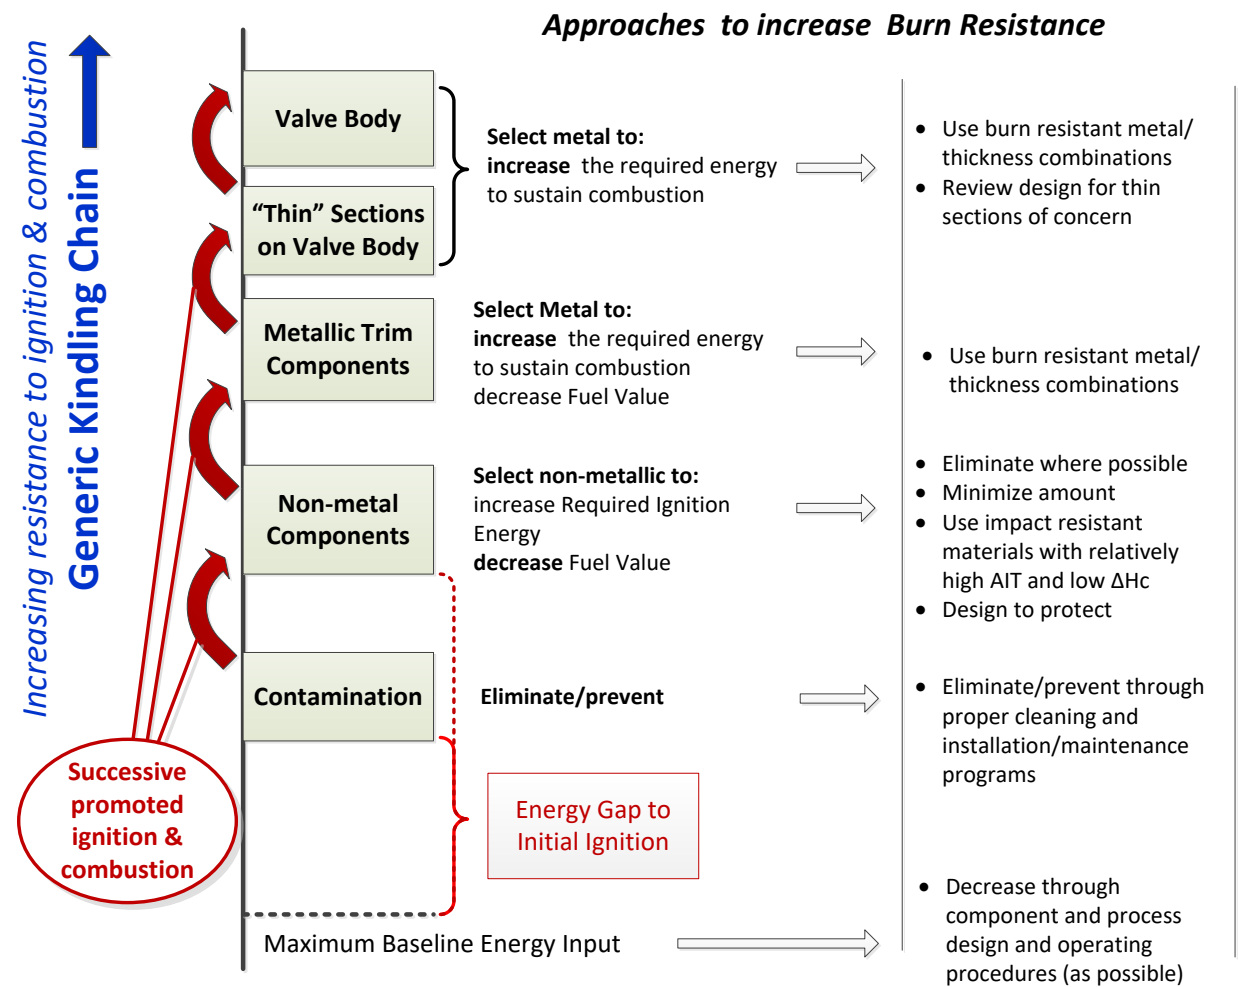 Approaches to increase Burn Resistance
Increasing resistance to ignition & combustion
Generic Kindling Chain
Valve Body
“Thin” Sections
on Valve Body
Select metal to:
increase the required energy
to sustain combustion
• Use burn resistant metal/
thickness combinations
• Review design for thin
sections of concern
Metallic Trim
Components
Select Metal to:
increase the required energy
to sustain combustion
decrease Fuel Value
• Use burn resistant metal/
thickness combinations
Non-metal
Components
Select non-metallic to:
increase Required Ignition
Energy
decrease Fuel Value
• Eliminate where possible
• Minimize amount
• Use impact resistant
materials with relatively
high AIT and low ΔHc
• Design to protect
Contamination
Eliminate/prevent
• Eliminate/prevent through
proper cleaning and
installation/maintenance
programs
Successive
promoted
ignition &
combustion
Energy Gap to
Initial Ignition
Maximum Baseline Energy Input
• Decrease through
component and process
design and operating
procedures (as possible)